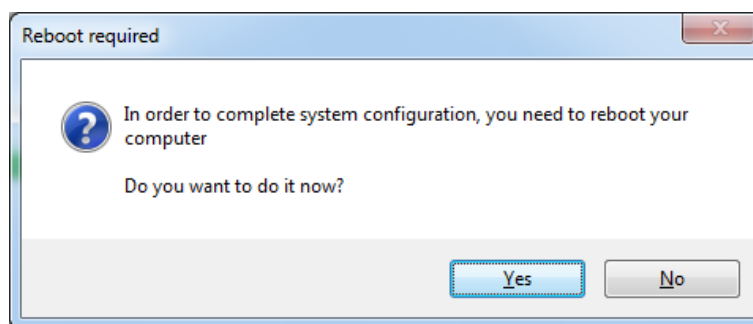 Reboot required
In order to complete system configuration, you need to reboot your
computer
Do you want to do it now?
Yes
No